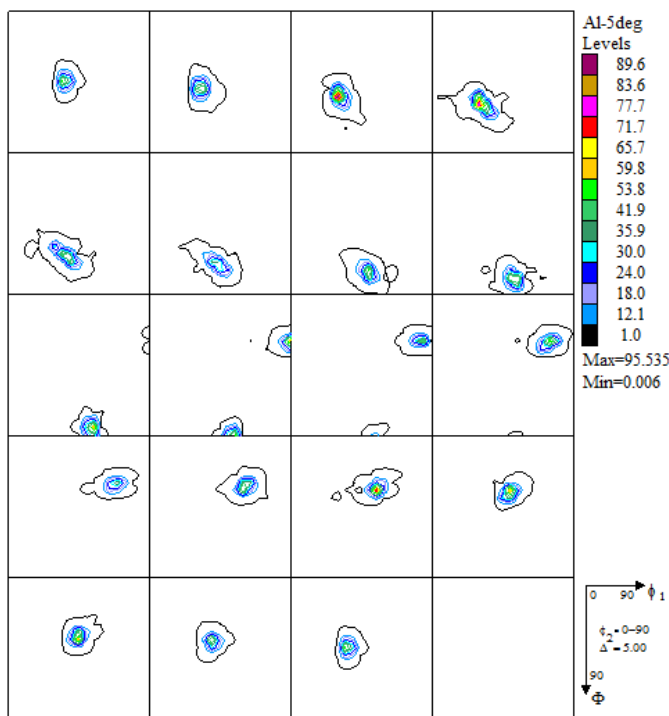 Al-5deg
Levels
89.6
83.6
77.7
71.7
65.7
59.8
53.8
41.9
35.9
30.0
24.0
18.0
12.1
1.0
Max=95.535
Min=0.006
0 90 ϕ1
ϕ2=0-90
Δ=5.00
90
Φ